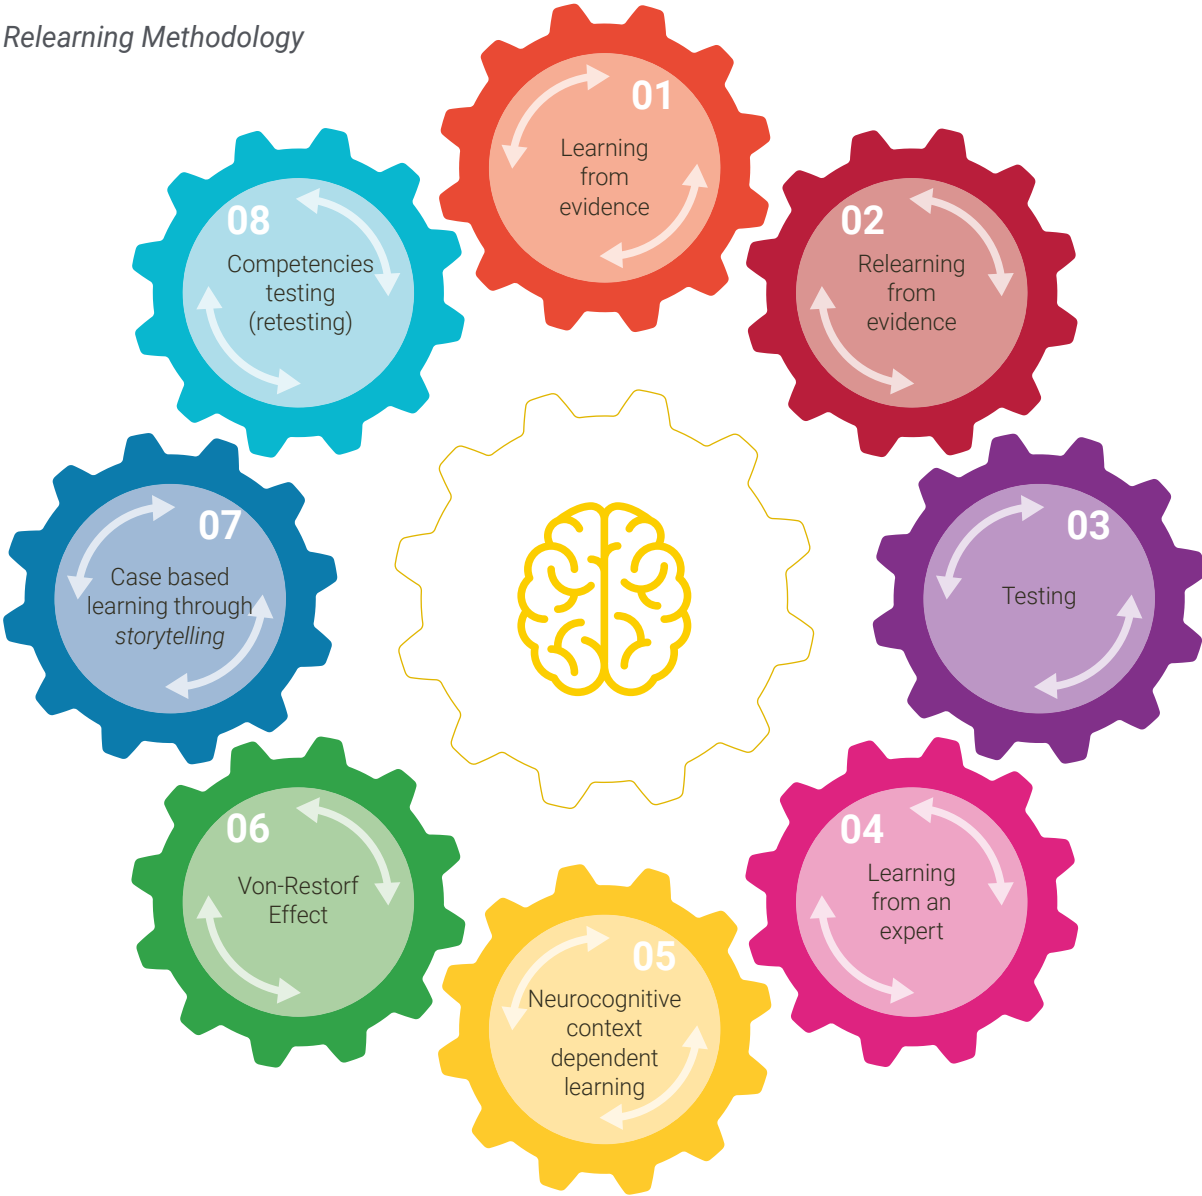 Relearning Methodology
01
Learning
from
evidence
02
Relearning
from
evidence
03
Testing
04
Learning
from an
expert
05
Neurocognitive
context
dependent
learning
06
Von-Restorf
Effect
07
Case based
learning through
storytelling
08
Competencies
testing
(retesting)